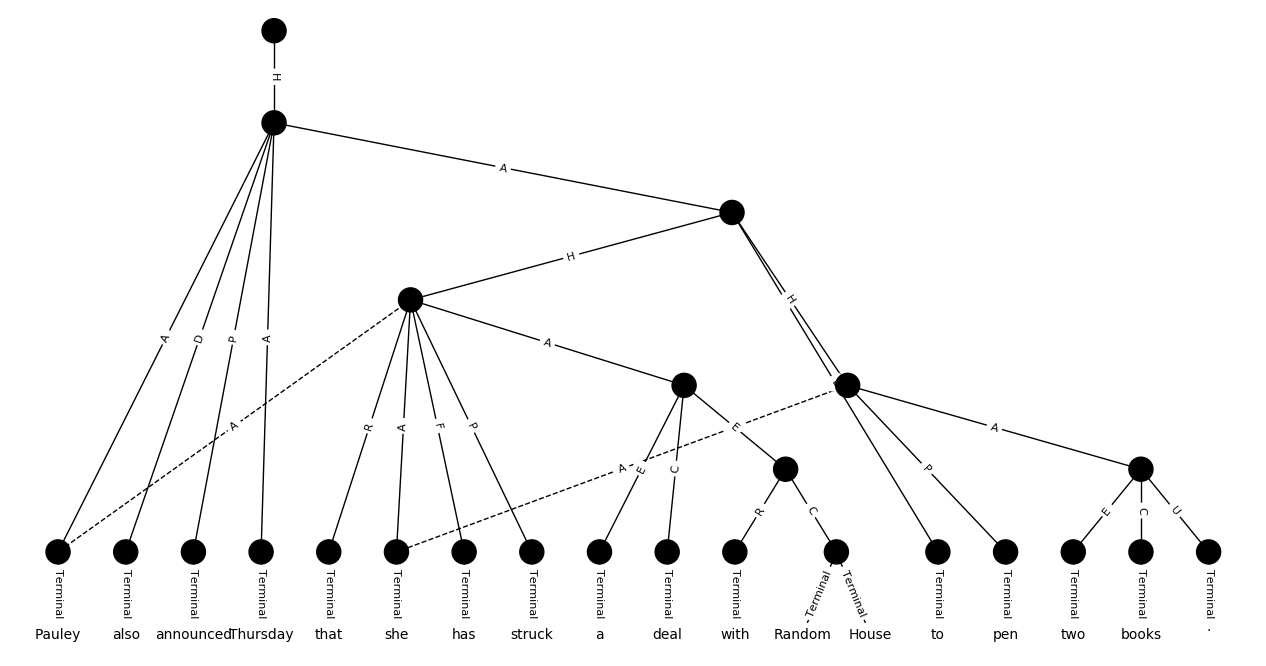 H
A
H
H
A
A
D
P
A
A
R
A
F
P
E
A
P
A
E
C
R
C
E
C
U
Terminal Terminal Terminal Terminal Terminal Terminal Terminal Terminal Terminal Terminal Terminal Terminal Terminal Terminal Terminal Terminal Terminal Terminal
Pauley also announced Thursday that she has struck a deal with Random House to pen two books .